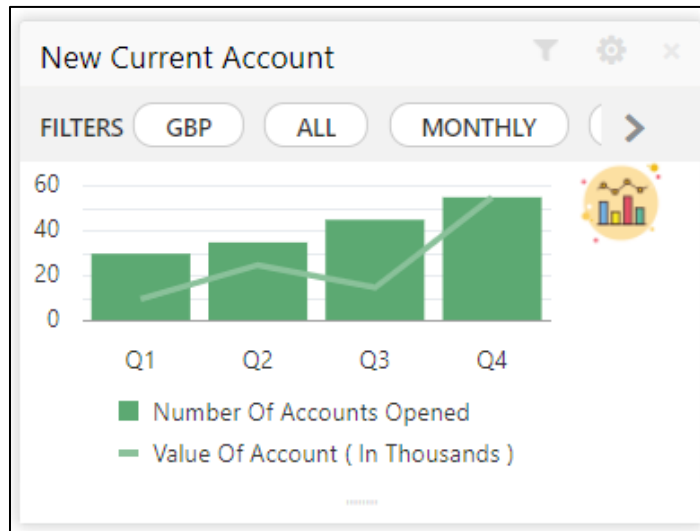 New Current Account
FILTERS GBP ALL MONTHLY
60
40
20
0
Q1 Q2 Q3 Q4
Number Of Accounts Opened
Value Of Account ( In Thousands )